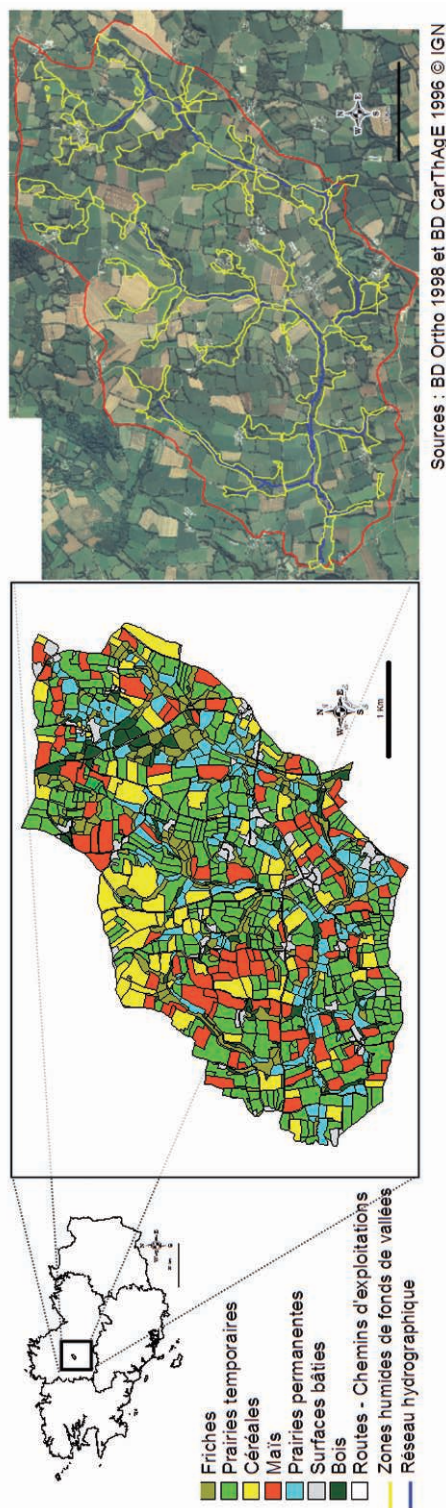 Friches
Prairies temporaires
Céréales
Maïs
Prairies permanentes
Surfaces bâties
Bois
Routes - Chemins d'exploitations
Zones humides de fonds de vallées
Réseau hydrographique
N
W E
S
1 Km
N
W E
S
Sources : BD Ortho 1998 et BD CarThAgE 1996 © IGN